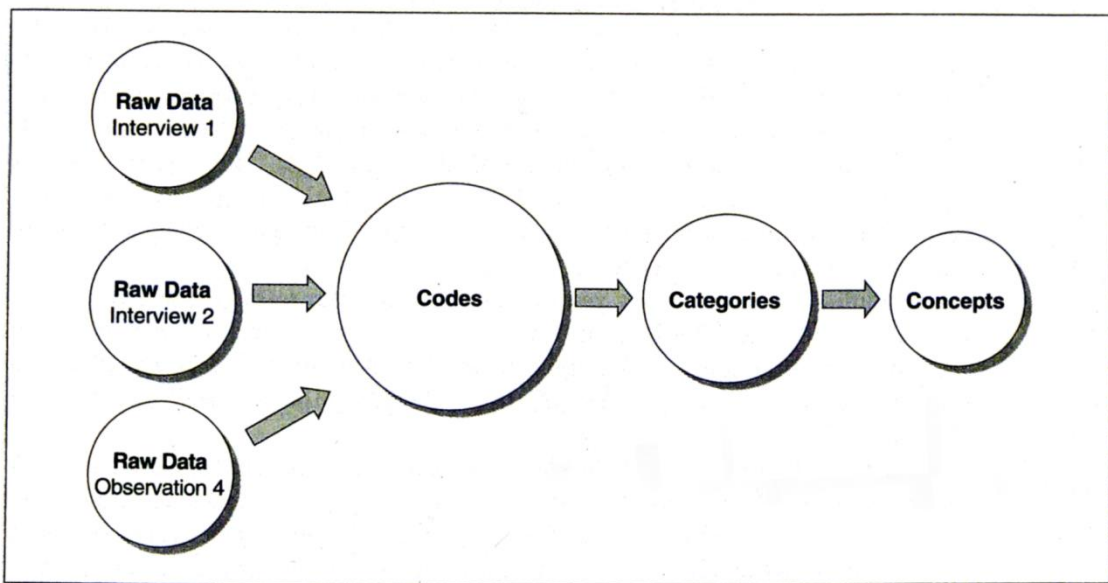 Raw Data
Interview 1
Raw Data
Interview 2
Raw Data
Observation 4
Codes
Categories
Concepts